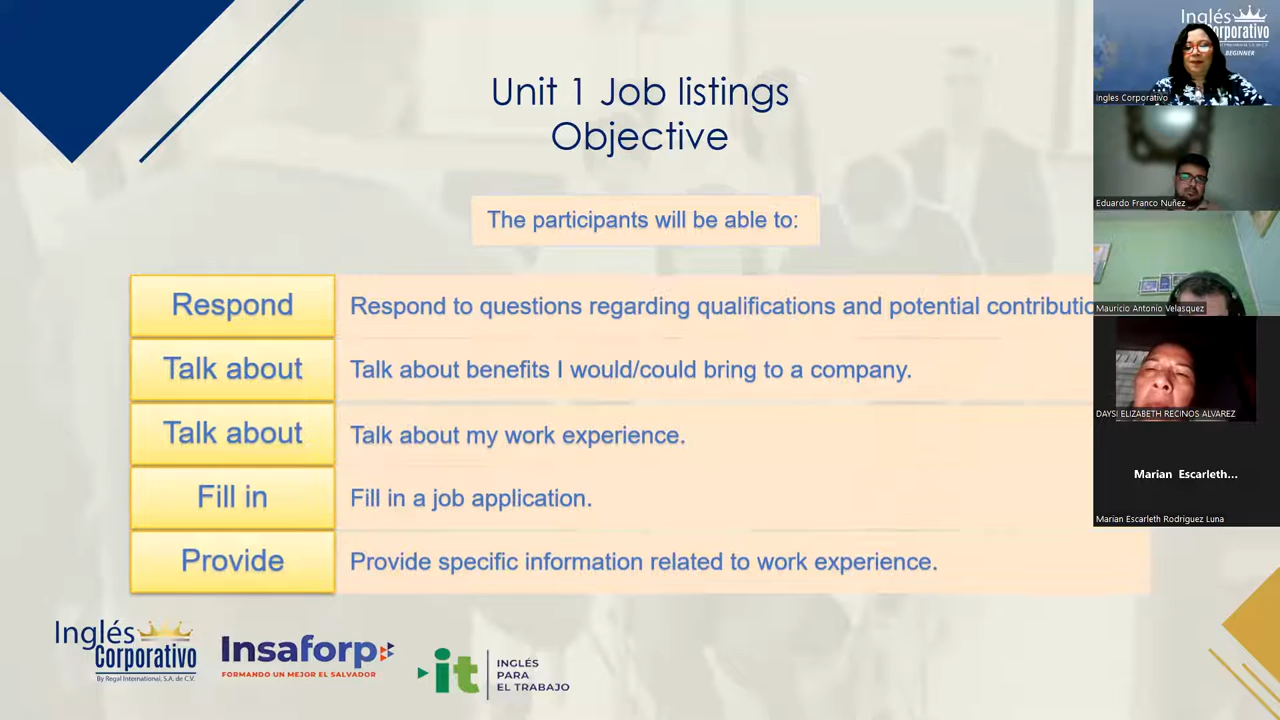 Unit 1 Job listings
Objective
The participants will be able to:
Respond
Respond to questions regarding qualifications and potential contributio
Talk about
Talk about benefits I would/could bring to a company.
Talk about
Talk about my work experience.
Fill in
Fill in a job application.
Provide
Provide specific information related to work experience.
Inglés
Corporativo
By Regal International, S.A. de C.V.
Insaforp
FORMANDO UN MEJOR EL SALVADOR
it
INGLÉS
PARA
EL TRABAJO
Inglés
Corporativo
BEGINNER
Ingles Corporativo
Eduardo Franco Nuñez
Mauricio Antonio Velasquez
DAYSI ELIZABETH RECINOS ALVAREZ
Marian Escarleth...
Marian Escarleth Rodriguez Luna